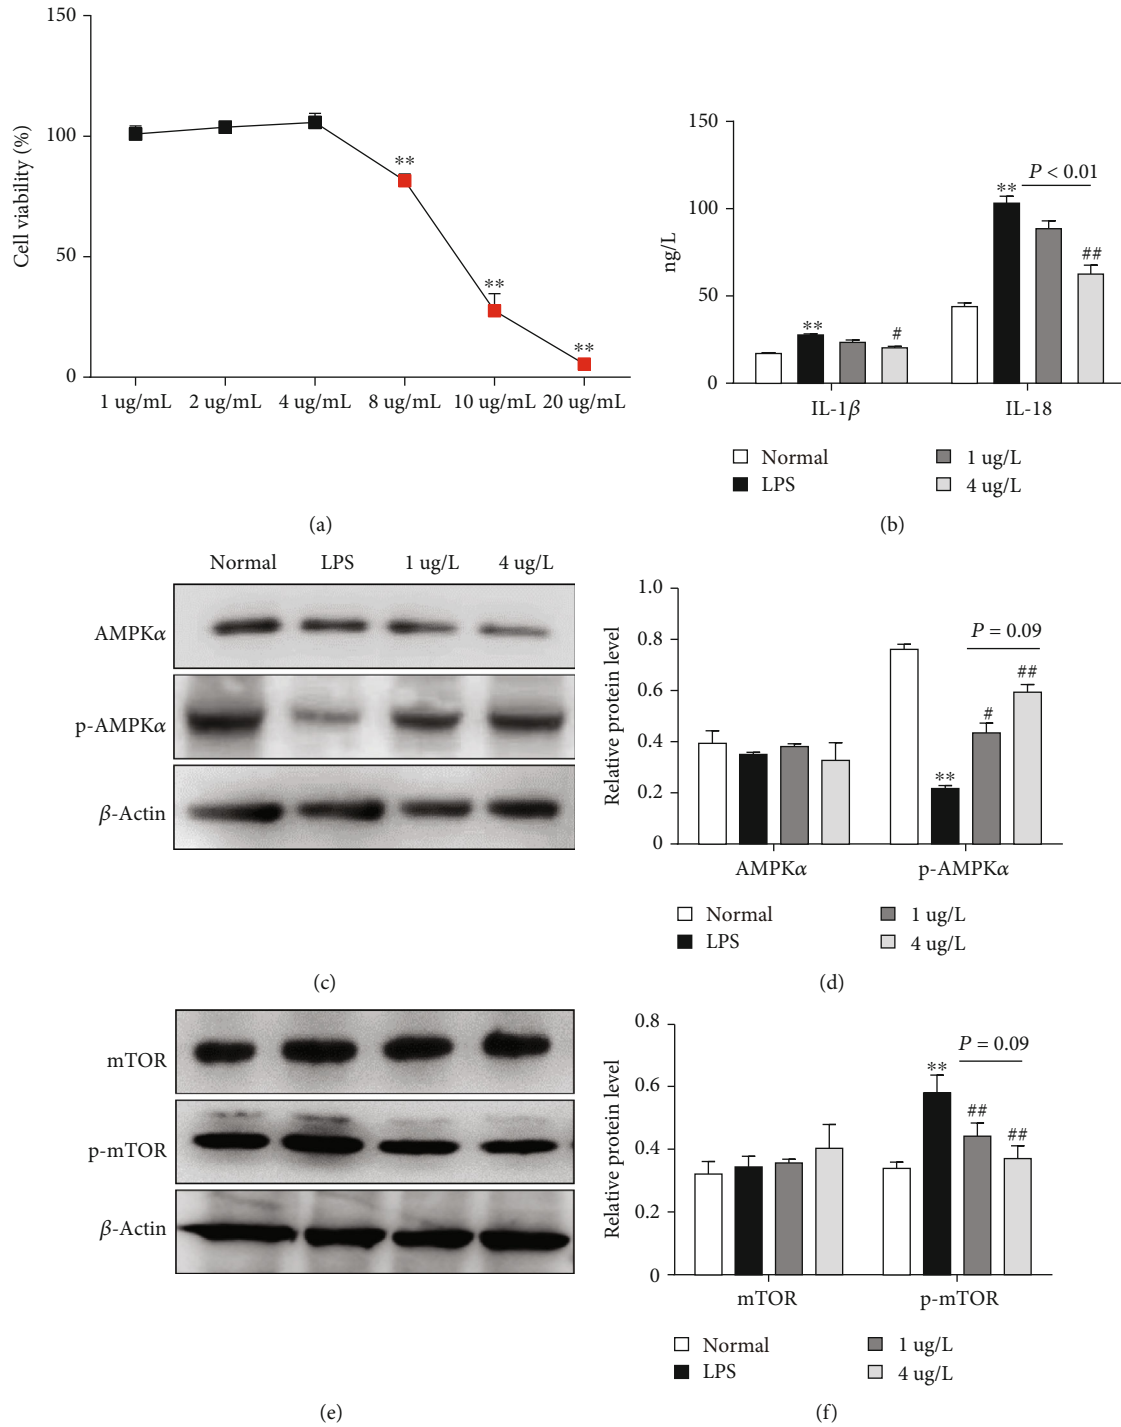 150
100
50
0
Cell viability (%)
**
**
**
1 ug/mL 2 ug/mL 4 ug/mL 8 ug/mL 10 ug/mL 20 ug/mL
(a)
150
100
50
0
ng/L
**
#
**
P < 0.01
##
IL-1β IL-18
Normal 1 ug/L
LPS 4 ug/L
(b)
Normal LPS 1 ug/L 4 ug/L
AMPKα
p-AMPKα
β-Actin
(c)
1.0
0.8
0.6
0.4
0.2
0
Relative protein level
P = 0.09
##
#
**
AMPKα p-AMPKα
Normal 1 ug/L
LPS 4 ug/L
(d)
mTOR
p-mTOR
β-Actin
(e)
0.8
0.6
0.4
0.2
0
Relative protein level
P = 0.09
**
##
##
mTOR p-mTOR
Normal 1 ug/L
LPS 4 ug/L
(f)